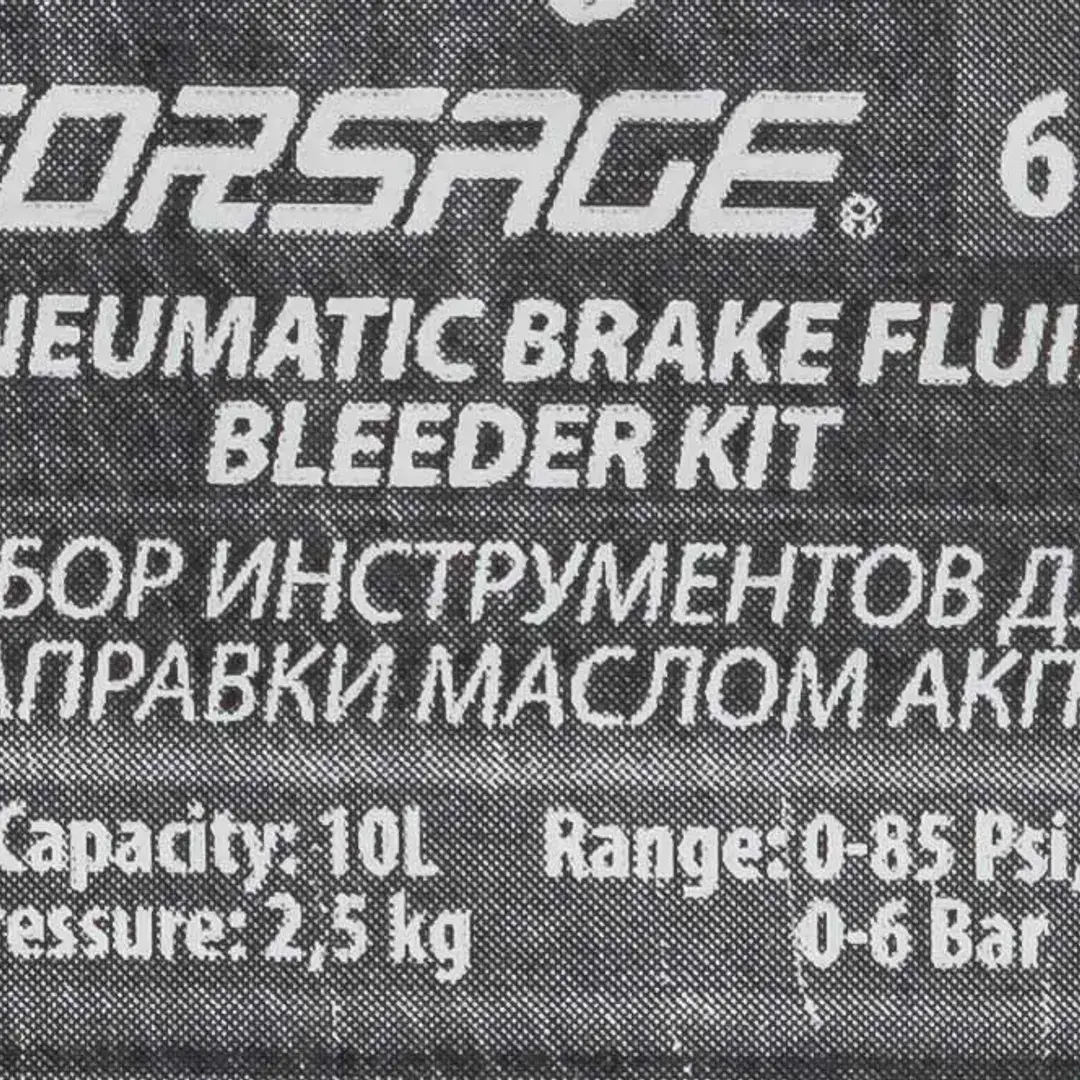 FORSAGE® 6
NEUMATIC BRAKE FLUI
BLEEDER KIT
БОР ИНСТРУМЕНТОВ ДЛ
АПРАВКИ МАСЛОМ АКП
Capacity: 10L Range: 0-85 Psi,
ressure: 2,5 kg 0-6 Bar